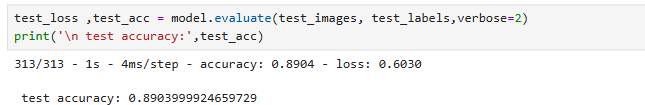 test_loss ,test_acc = model.evaluate(test_images, test_labels,verbose=2)
print('\n test accuracy:',test_acc)
313/313 - 1s - 4ms/step - accuracy: 0.8904 - loss: 0.6030
test accuracy: 0.8903999924659729